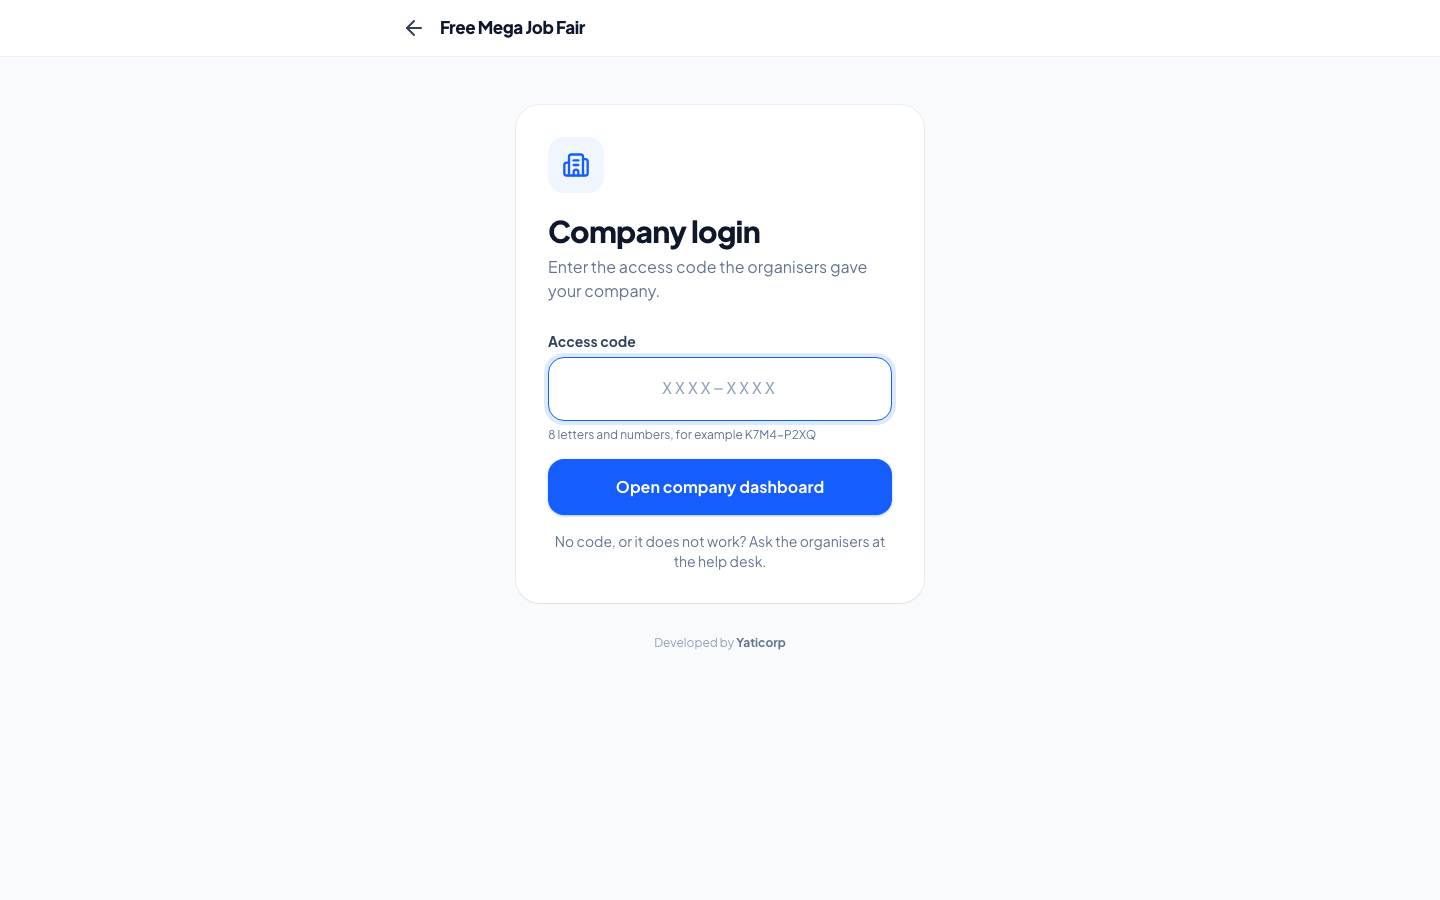 Free Mega Job Fair
Company login
Enter the access code the organisers gave
your company.
Access code
XXXX–XXXX
8 letters and numbers, for example K7M4–P2XQ
Open company dashboard
No code, or it does not work? Ask the organisers at
the help desk.
Developed by Yaticorp